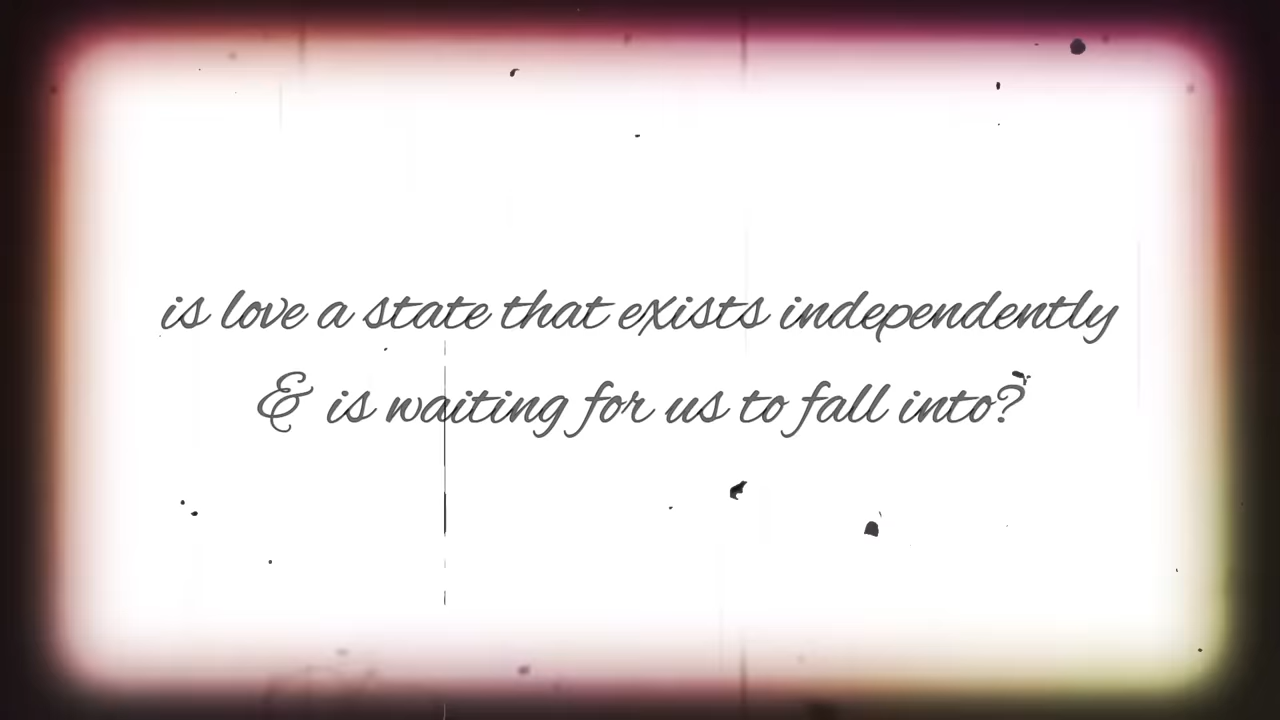 is love a state that exists independently
& is waiting for us to fall into?